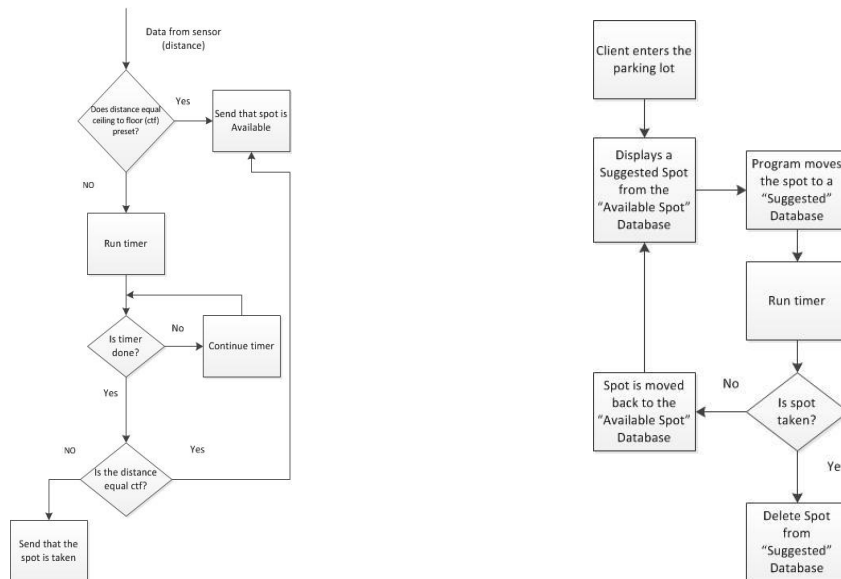 Data from sensor
(distance)
Does distance equal
ceiling to floor (ctf)
preset?
Yes
Send that spot is
Available
NO
Run timer
Is timer
done?
No
Continue timer
Yes
Is the distance
equal ctf?
NO
Yes
Send that the
spot is taken
Client enters the
parking lot
Displays a
Suggested Spot
from the
“Available Spot”
Database
Program moves
the spot to a
“Suggested”
Database
Run timer
Is spot
taken?
No
Spot is moved
back to the
“Available Spot”
Database
Ye
Delete Spot
from
“Suggested”
Database